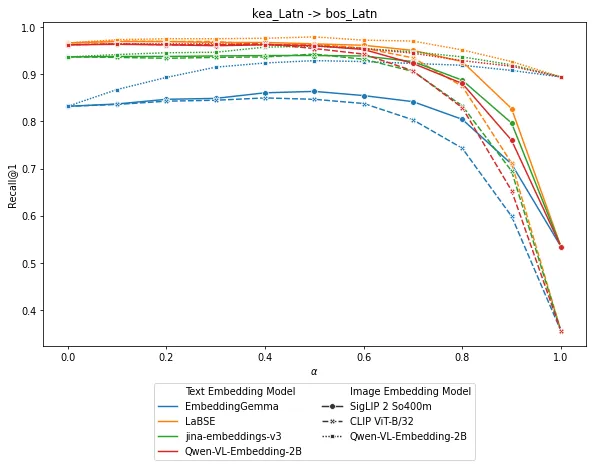 kea_Latn -> bos_Latn
Recall@1
1.0
0.9
0.8
0.7
0.6
0.5
0.4
0.0
0.2
0.4
0.6
0.8
1.0
α
Text Embedding Model
EmbeddingGemma
LaBSE
jina-embeddings-v3
Qwen-VL-Embedding-2B
Image Embedding Model
SigLIP 2 So400m
CLIP ViT-B/32
Qwen-VL-Embedding-2B